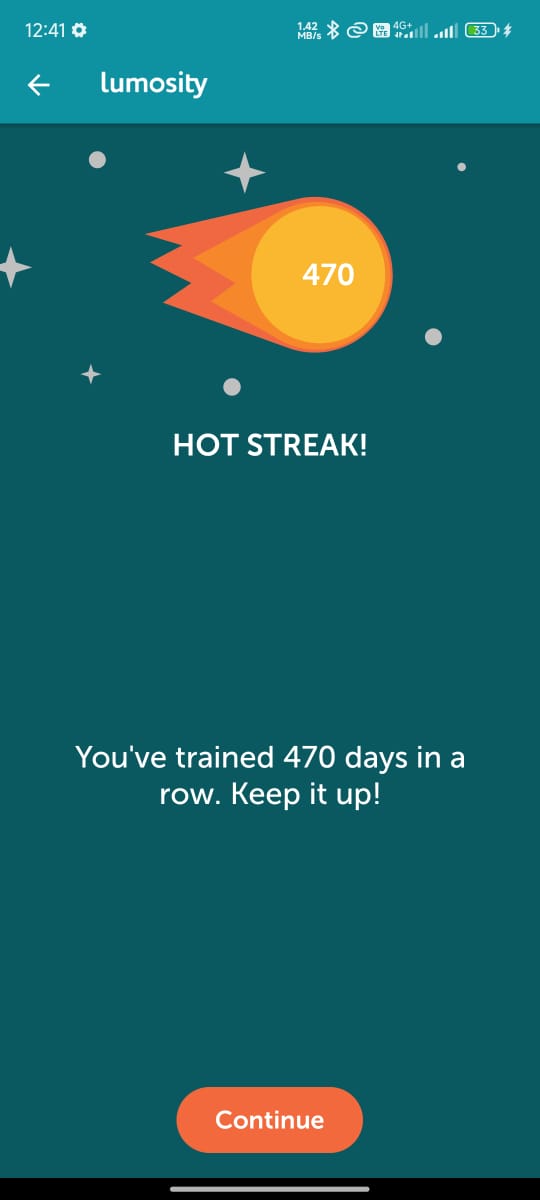 12:41
1.42
MB/s
Vo
LTE
4G+
33
lumosity
470
HOT STREAK!
You've trained 470 days in a
row. Keep it up!
Continue